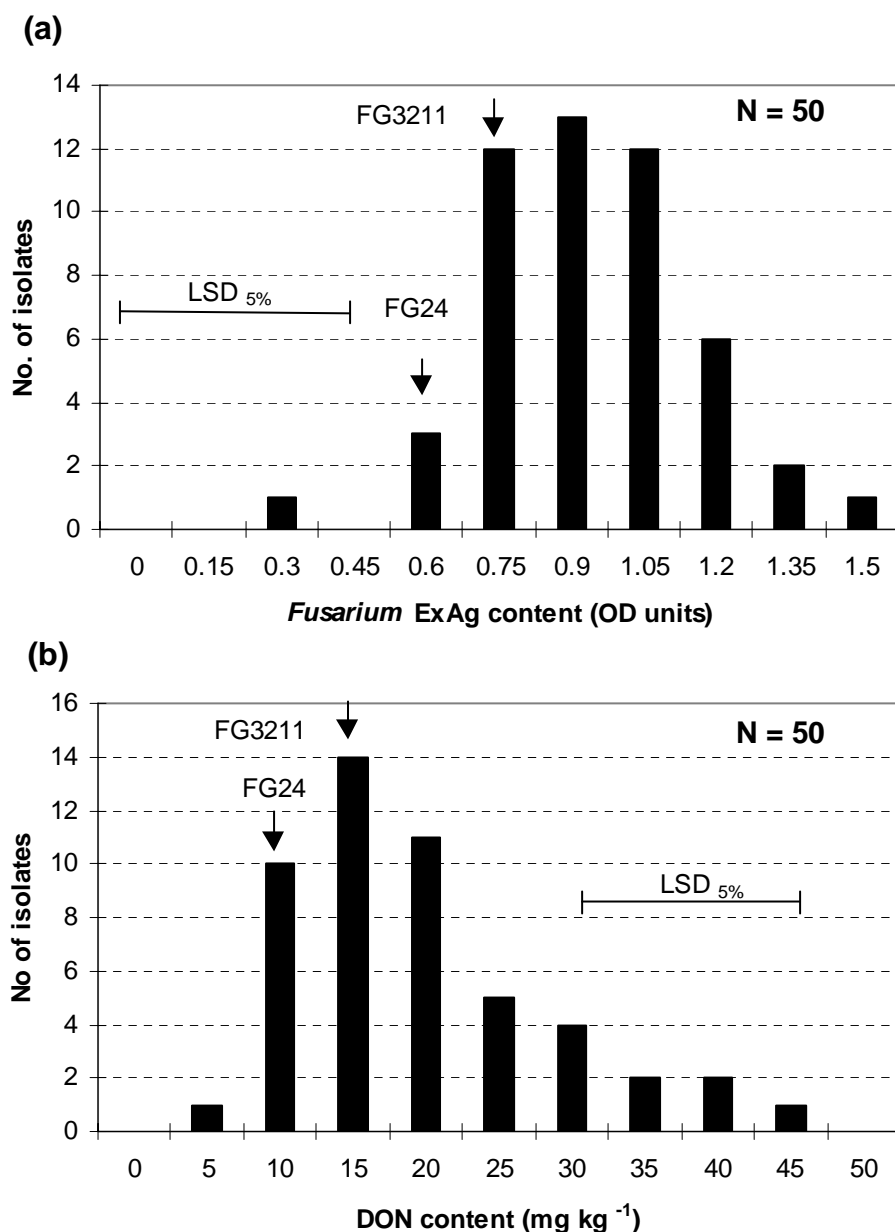 (a)
14
12
10
8
6
4
2
0
No. of isolates
FG3211
N = 50
LSD 5%
FG24
0 0.15 0.3 0.45 0.6 0.75 0.9 1.05 1.2 1.35 1.5
Fusarium ExAg content (OD units)
(b)
16
14
12
10
8
6
4
2
0
No of isolates
FG3211
N = 50
FG24
LSD 5%
0 5 10 15 20 25 30 35 40 45 50
DON content (mg kg -1)